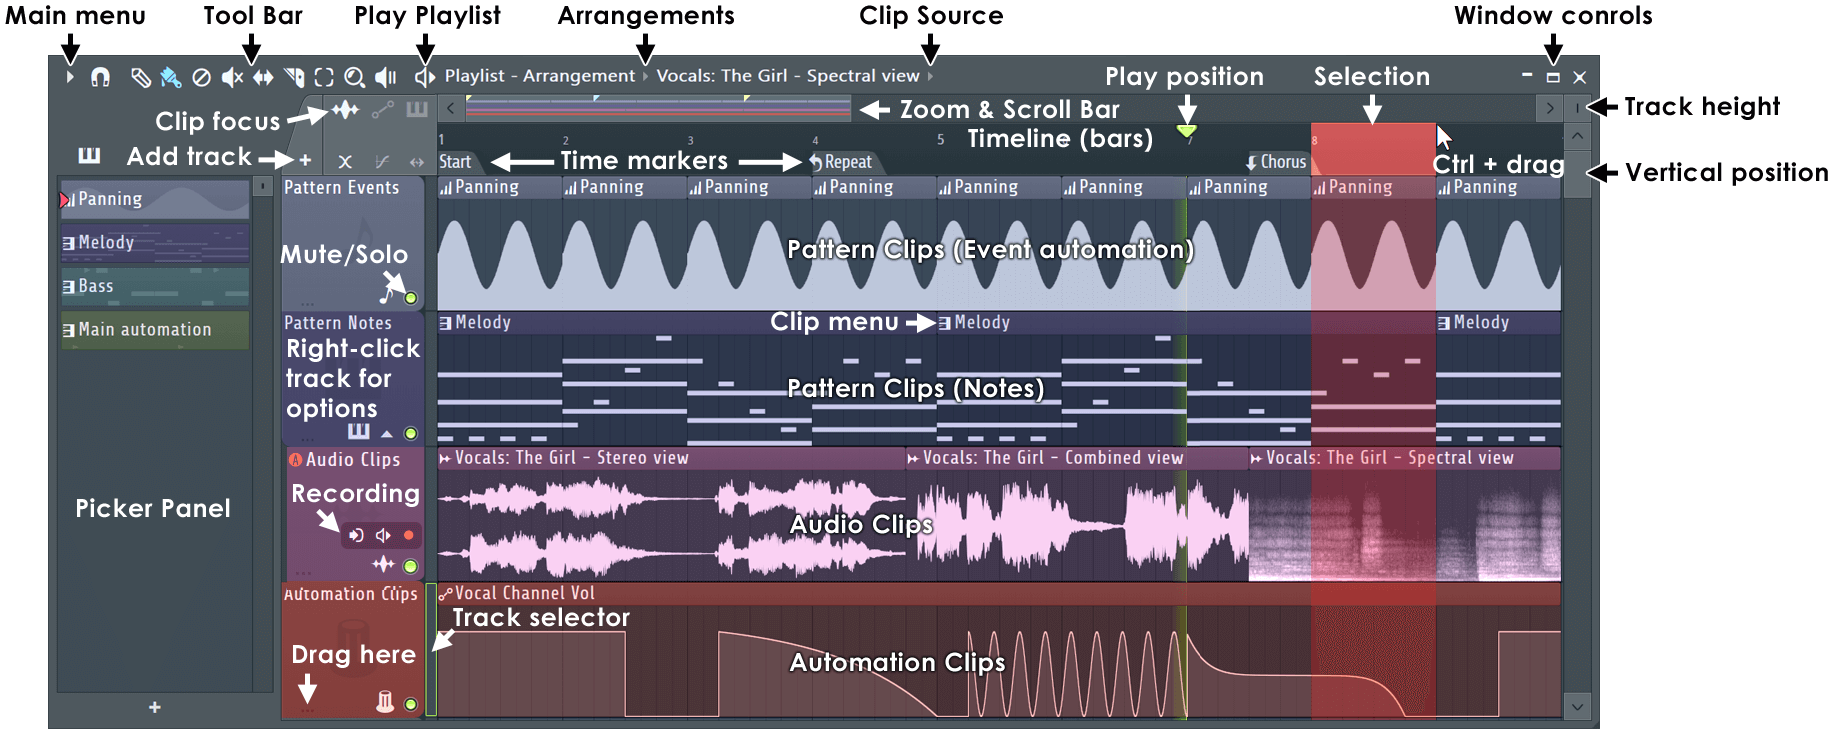 Main menu Tool Bar Play Playlist Arrangements Clip Source Window conrols
Playlist - Arrangement Vocals: The Girl - Spectral view
Play position Selection
Clip focus Zoom & Scroll Bar Track height
1 2 3 4 5 Timeline (bars) 7 8
Add track Start Time markers Repeat Chorus Ctrl + drag
Vertical position
Pattern Events Panning Panning Panning Panning Panning Panning Panning Panning Panning
Panning
Melody
Bass
Main automation
Picker Panel
+
Mute/Solo Pattern Clips (Event automation)
Pattern Notes Melody Clip menu Melody Melody
Right-click
track for
options
Pattern Clips (Notes)
A Audio Clips Vocals: The Girl - Stereo view Vocals: The Girl - Combined view Vocals: The Girl - Spectral view
Recording
Audio Clips
Automation Clips Vocal Channel Vol
Track selector
Drag here
Automation Clips